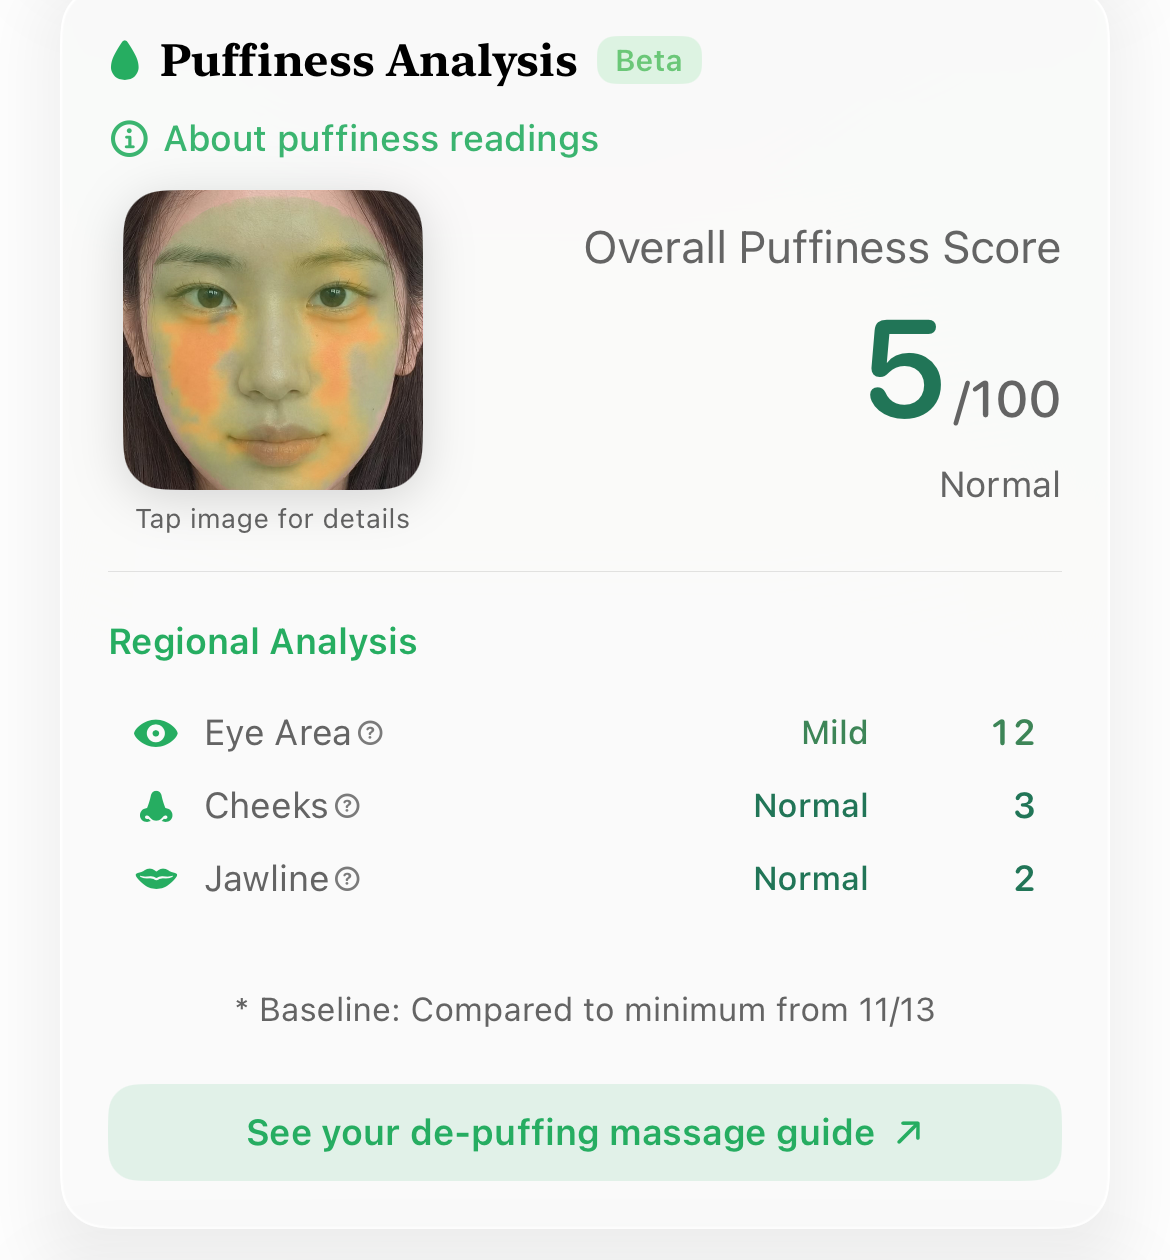 Puffiness Analysis Beta
About puffiness readings
Overall Puffiness Score
5/100
Normal
Tap image for details
Regional Analysis
Eye Area Mild 12
Cheeks Normal 3
Jawline Normal 2
* Baseline: Compared to minimum from 11/13
See your de-puffing massage guide